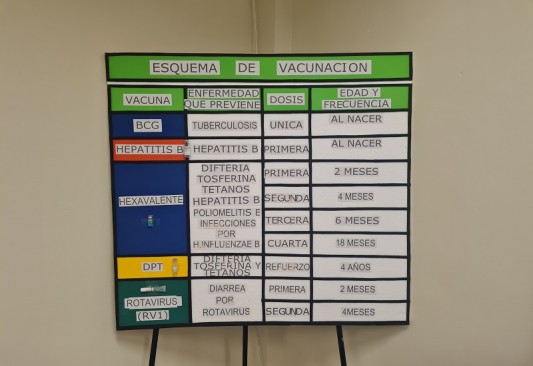 ESQUEMA DE VACUNACION
VACUNA
ENFERMEDAD
QUE PREVIENE
DOSIS
EDAD Y
FRECUENCIA
BCG
TUBERCULOSIS
UNICA
AL NACER
HEPATITIS B
HEPATITIS B
PRIMERA
AL NACER
HEXAVALENTE
DIFTERIA
TOSFERINA
TETANOS
HEPATITIS B
POLIOMELITIS E
INFECCIONES
POR
H.INFLUENZAE B
PRIMERA
2 MESES
SEGUNDA
4 MESES
TERCERA
6 MESES
CUARTA
18 MESES
DPT
DIFTERIA
TOSFERINA Y
TETANOS
REFUERZO
4 AÑOS
ROTAVIRUS
(RV1)
DIARREA
POR
ROTAVIRUS
PRIMERA
2 MESES
SEGUNDA
4MESES